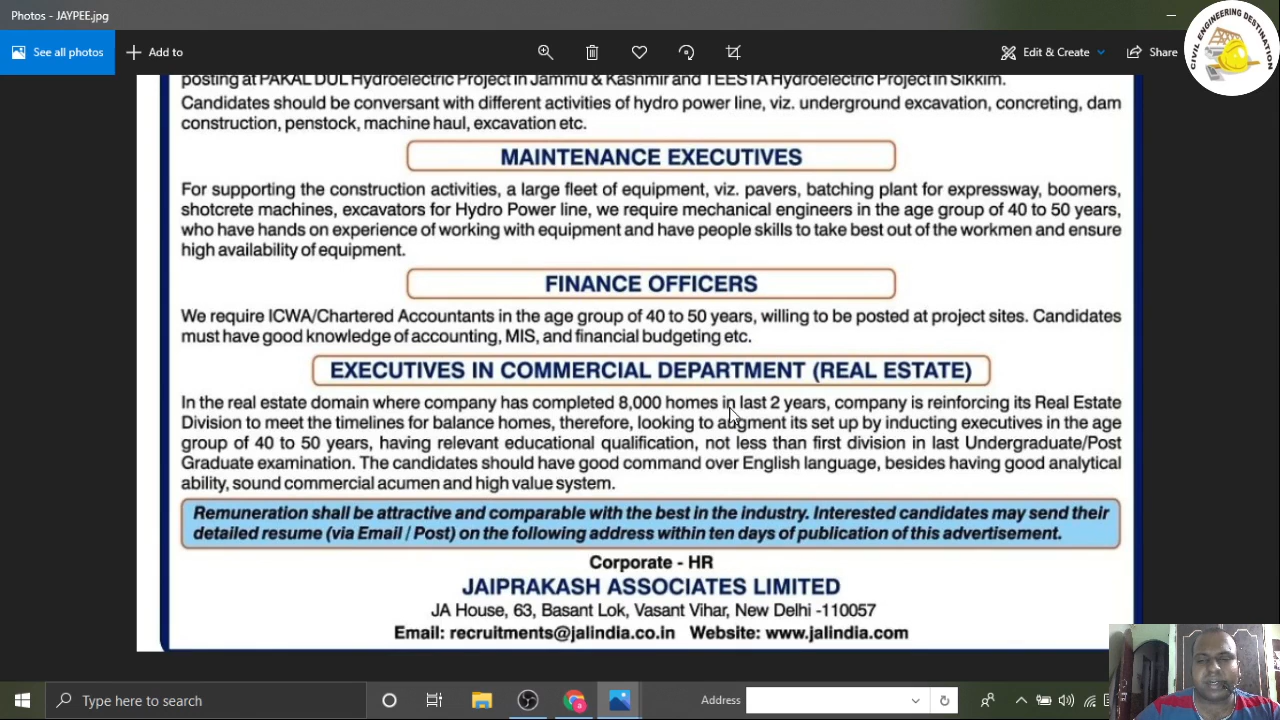 Photos - JAYPEE.jpg
See all photos
Add to
Edit & Create
Share
CIVIL ENGINEERING DESTINATION
posting at PAKAL DUL Hydroelectric Project in Jammu & Kashmir and TEESTA Hydroelectric Project in Sikkim.
Candidates should be conversant with different activities of hydro power line, viz. underground excavation, concreting, dam
construction, penstock, machine haul, excavation etc.
MAINTENANCE EXECUTIVES
For supporting the construction activities, a large fleet of equipment, viz. pavers, batching plant for expressway, boomers,
shotcrete machines, excavators for Hydro Power line, we require mechanical engineers in the age group of 40 to 50 years,
who have hands on experience of working with equipment and have people skills to take best out of the workmen and ensure
high availability of equipment.
FINANCE OFFICERS
We require ICWA/Chartered Accountants in the age group of 40 to 50 years, willing to be posted at project sites. Candidates
must have good knowledge of accounting, MIS, and financial budgeting etc.
EXECUTIVES IN COMMERCIAL DEPARTMENT (REAL ESTATE)
In the real estate domain where company has completed 8,000 homes in last 2 years, company is reinforcing its Real Estate
Division to meet the timelines for balance homes, therefore, looking to augment its set up by inducting executives in the age
group of 40 to 50 years, having relevant educational qualification, not less than first division in last Undergraduate/Post
Graduate examination. The candidates should have good command over English language, besides having good analytical
ability, sound commercial acumen and high value system.
Remuneration shall be attractive and comparable with the best in the industry. Interested candidates may send their
detailed resume (via Email / Post) on the following address within ten days of publication of this advertisement.
Corporate - HR
JAIPRAKASH ASSOCIATES LIMITED
JA House, 63, Basant Lok, Vasant Vihar, New Delhi -110057
Email: recruitments@jalindia.co.in Website: www.jalindia.com
Type here to search
Address